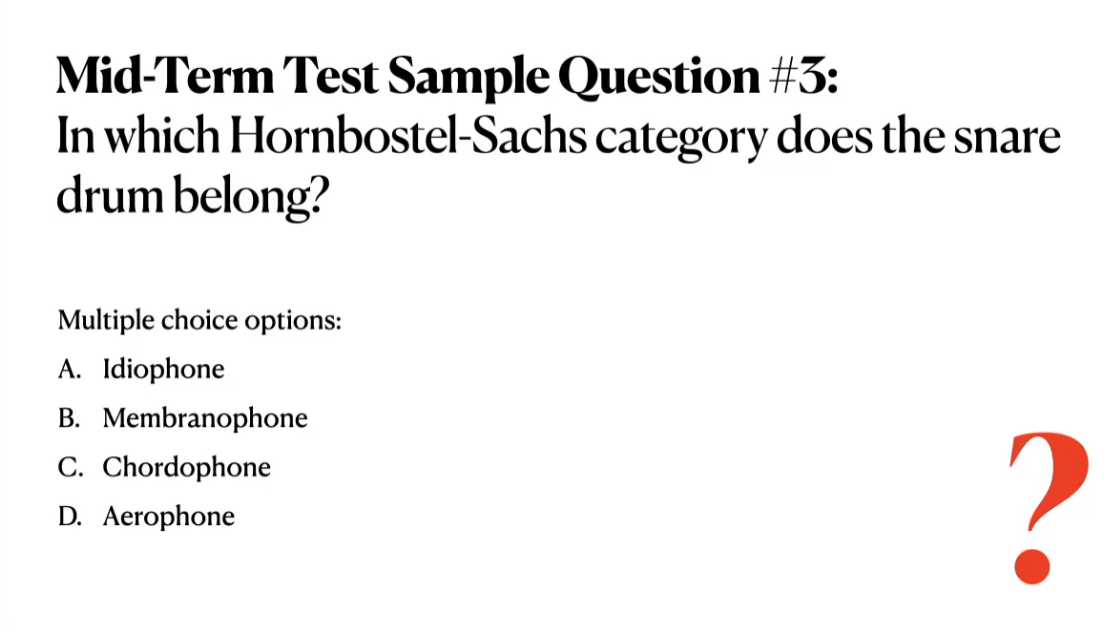 Mid-Term Test Sample Question #3:
In which Hornbostel-Sachs category does the snare
drum belong?
Multiple choice options:
A. Idiophone
B. Membranophone
C. Chordophone
D. Aerophone
?